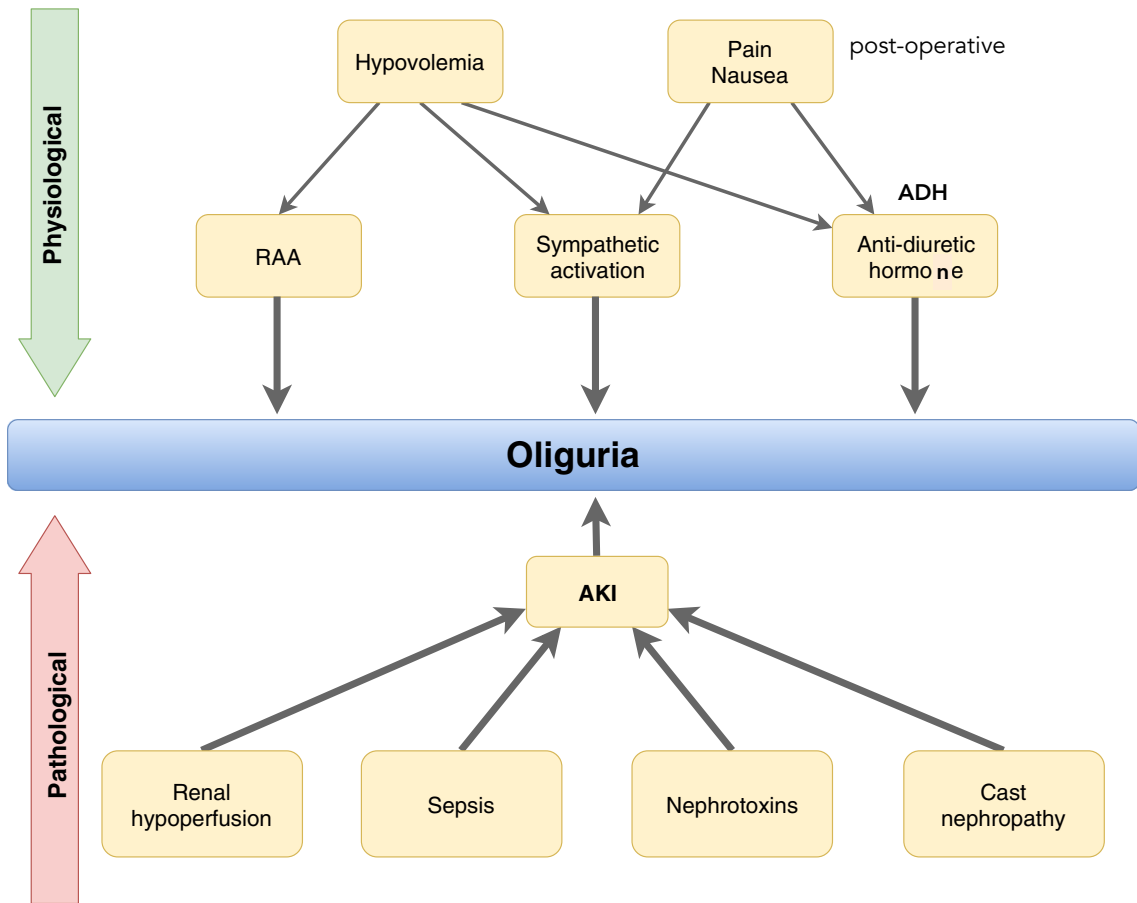 Physiological
Hypovolemia
Pain
Nausea
post-operative
RAA
Sympathetic
activation
ADH
Anti-diuretic
hormone
Oliguria
Pathological
AKI
Renal
hypoperfusion
Sepsis
Nephrotoxins
Cast
nephropathy